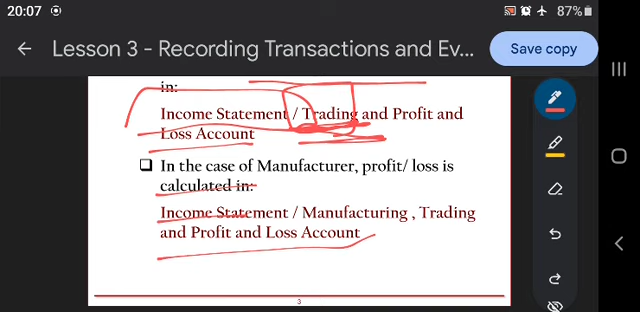 20:07
87%
Lesson 3 - Recording Transactions and Ev...
Save copy
in:
Income Statement / Trading and Profit and
Loss Account
❑ In the case of Manufacturer, profit/ loss is
calculated in:
Income Statement / Manufacturing , Trading
and Profit and Loss Account
3